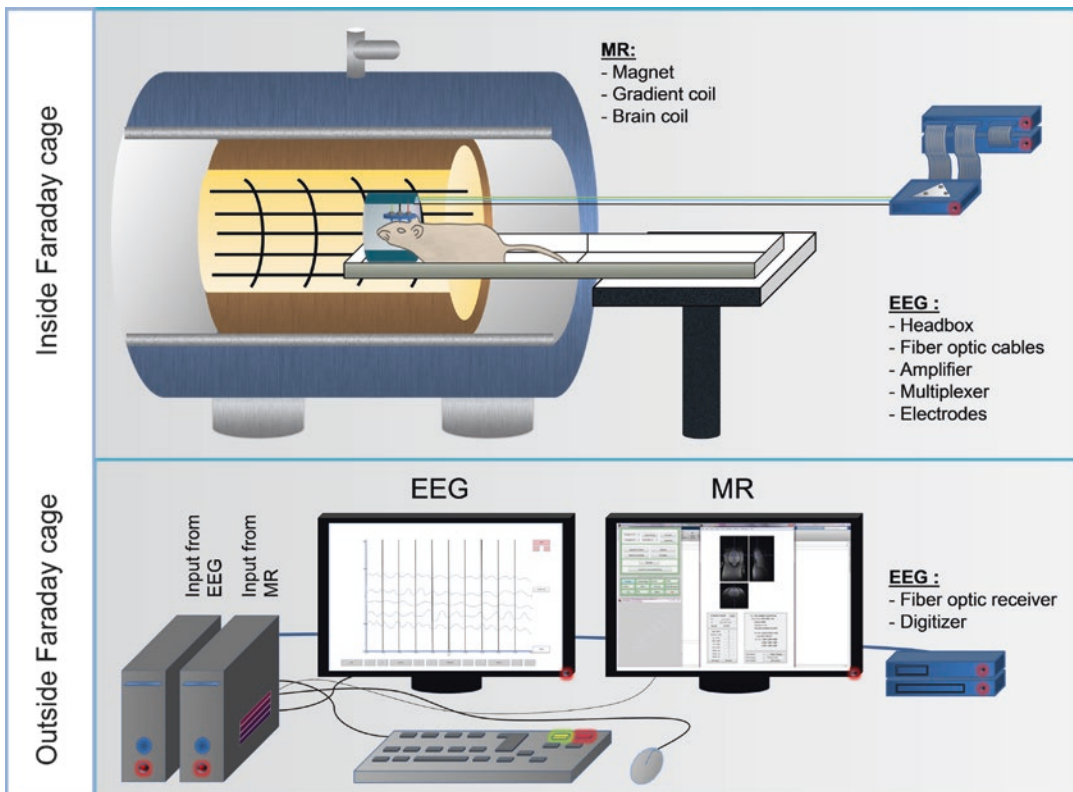 Inside Faraday cage
MR:
- Magnet
- Gradient coil
- Brain coil
EEG :
- Headbox
- Fiber optic cables
- Amplifier
- Multiplexer
- Electrodes
Outside Faraday cage
Input from
EEG
Input from
MR
EEG
MR
EEG :
- Fiber optic receiver
- Digitizer